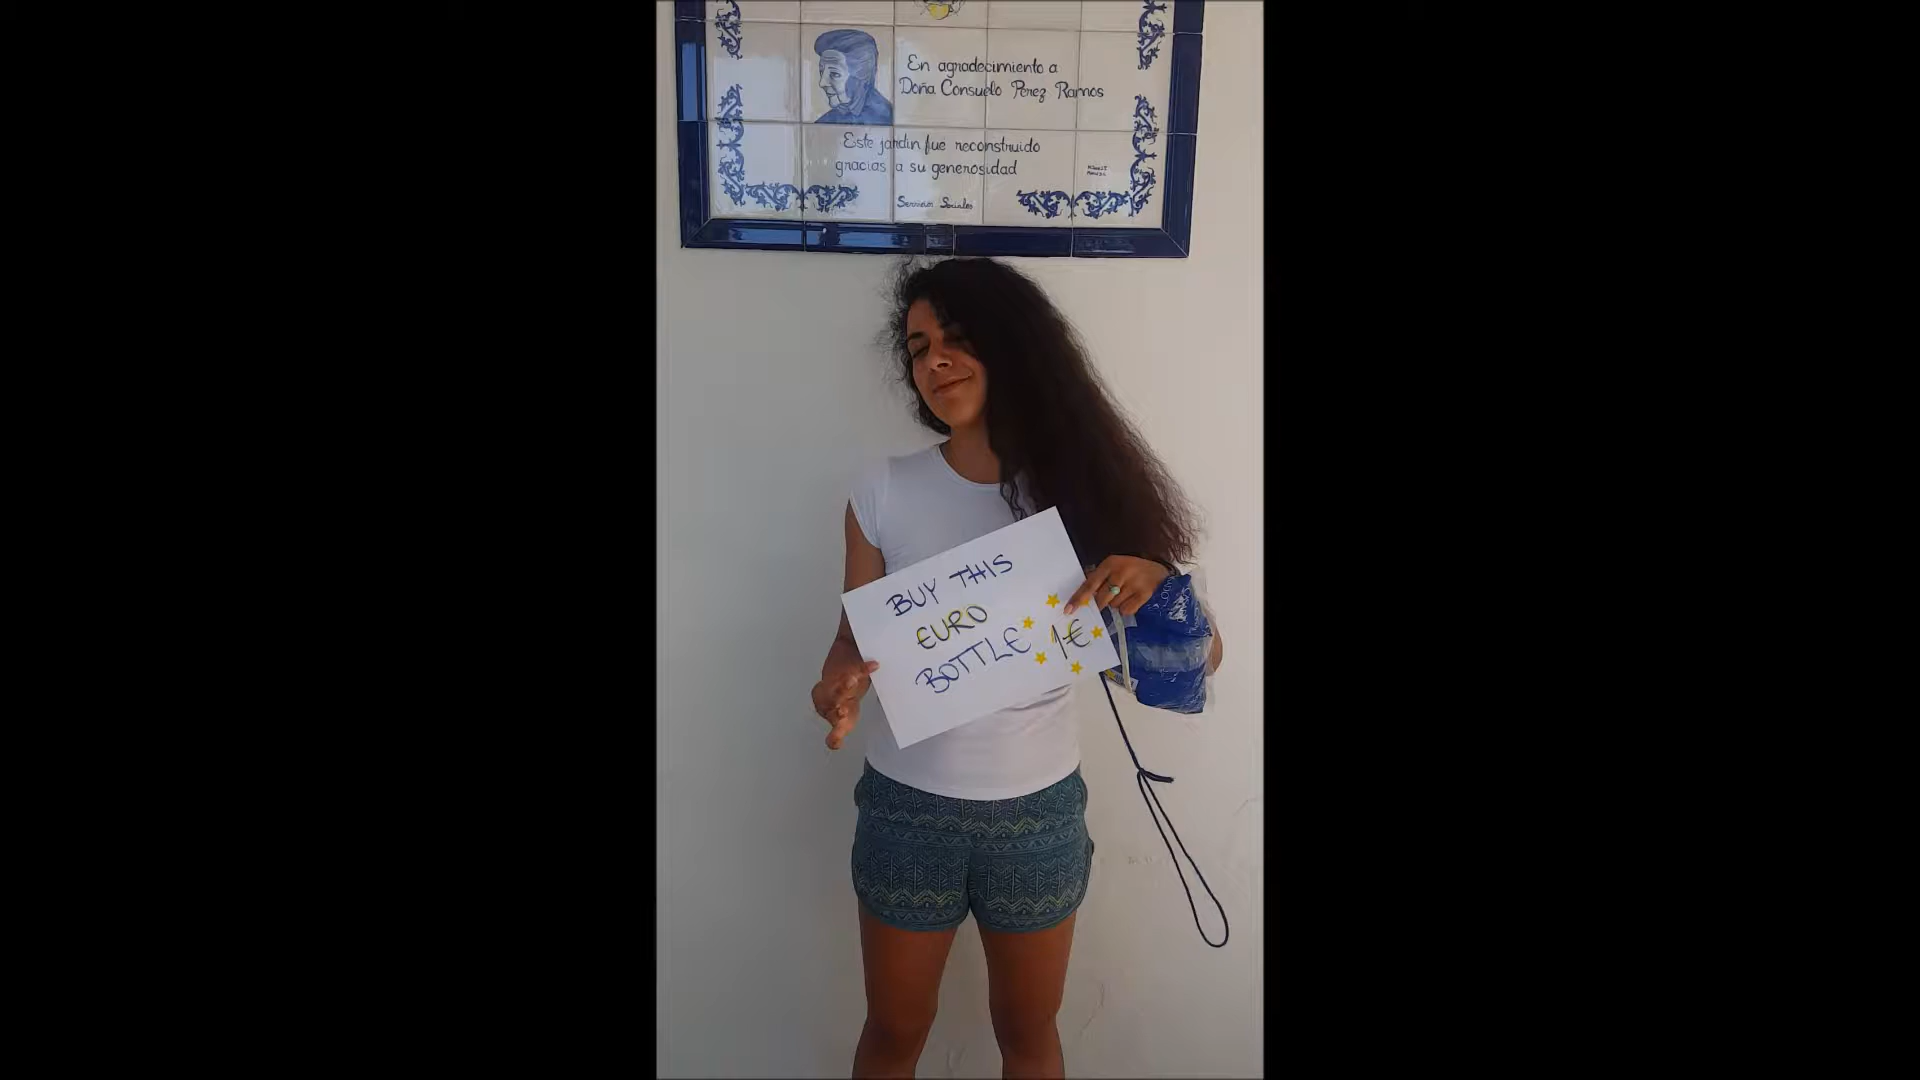 En agradecimiento a
Doña Consuelo Perez Ramos
Este jardin fue reconstruido
gracias a su generosidad
Servicios Sociales
BUY THIS
EURO
BOTTLE 1€